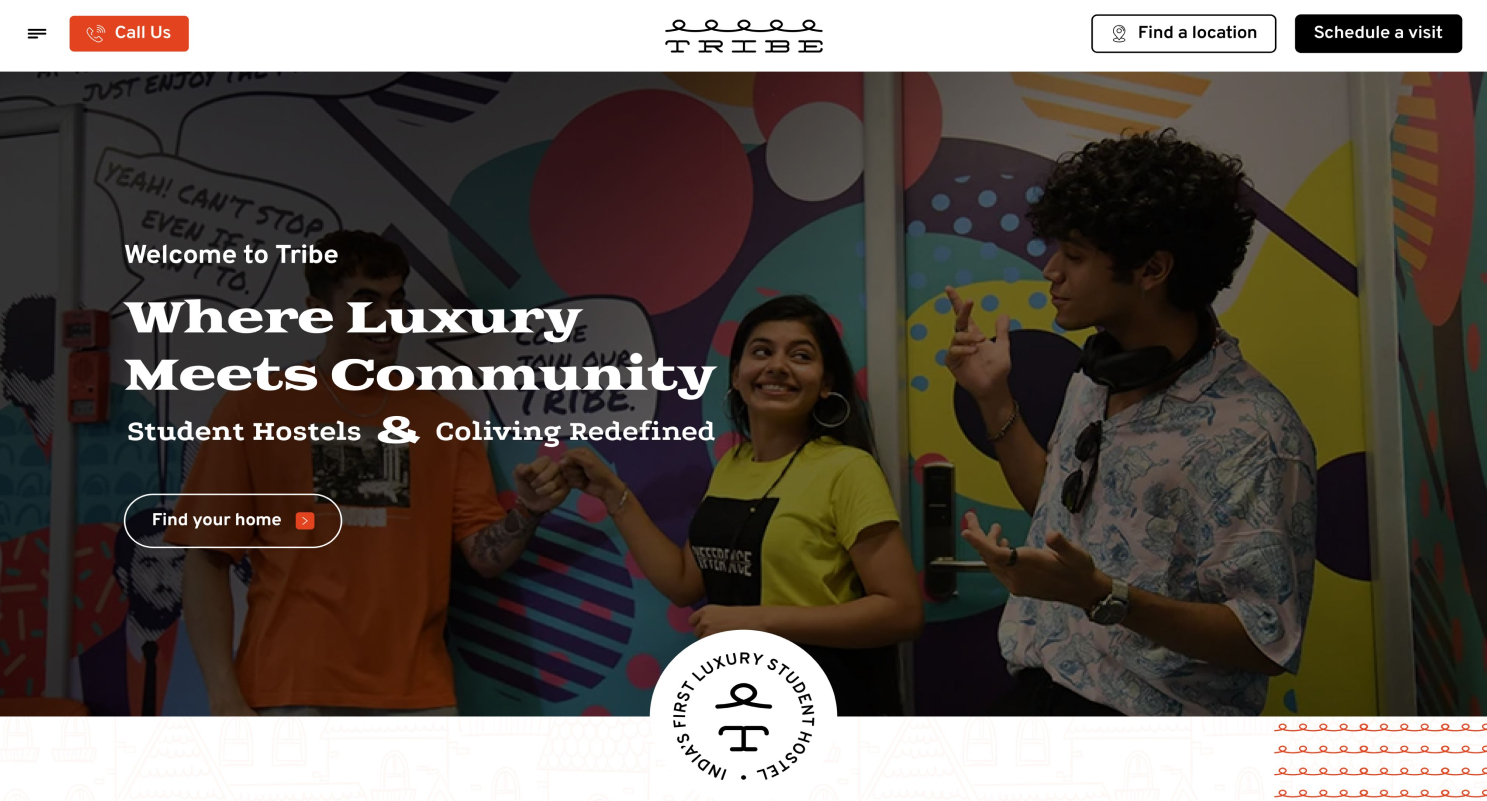 Call Us
TRIBE
Find a location
Schedule a visit
JUST ENJOY THE
YEAH! CAN'T STOP
EVEN IF I
TO.
Welcome to Tribe
Where Luxury
Meets Community
Student Hostels & Coliving Redefined
COME
JOIN OUR
TRIBE.
Find your home
DIFFERENCE
INDIA'S FIRST LUXURY STUDENT HOSTEL •